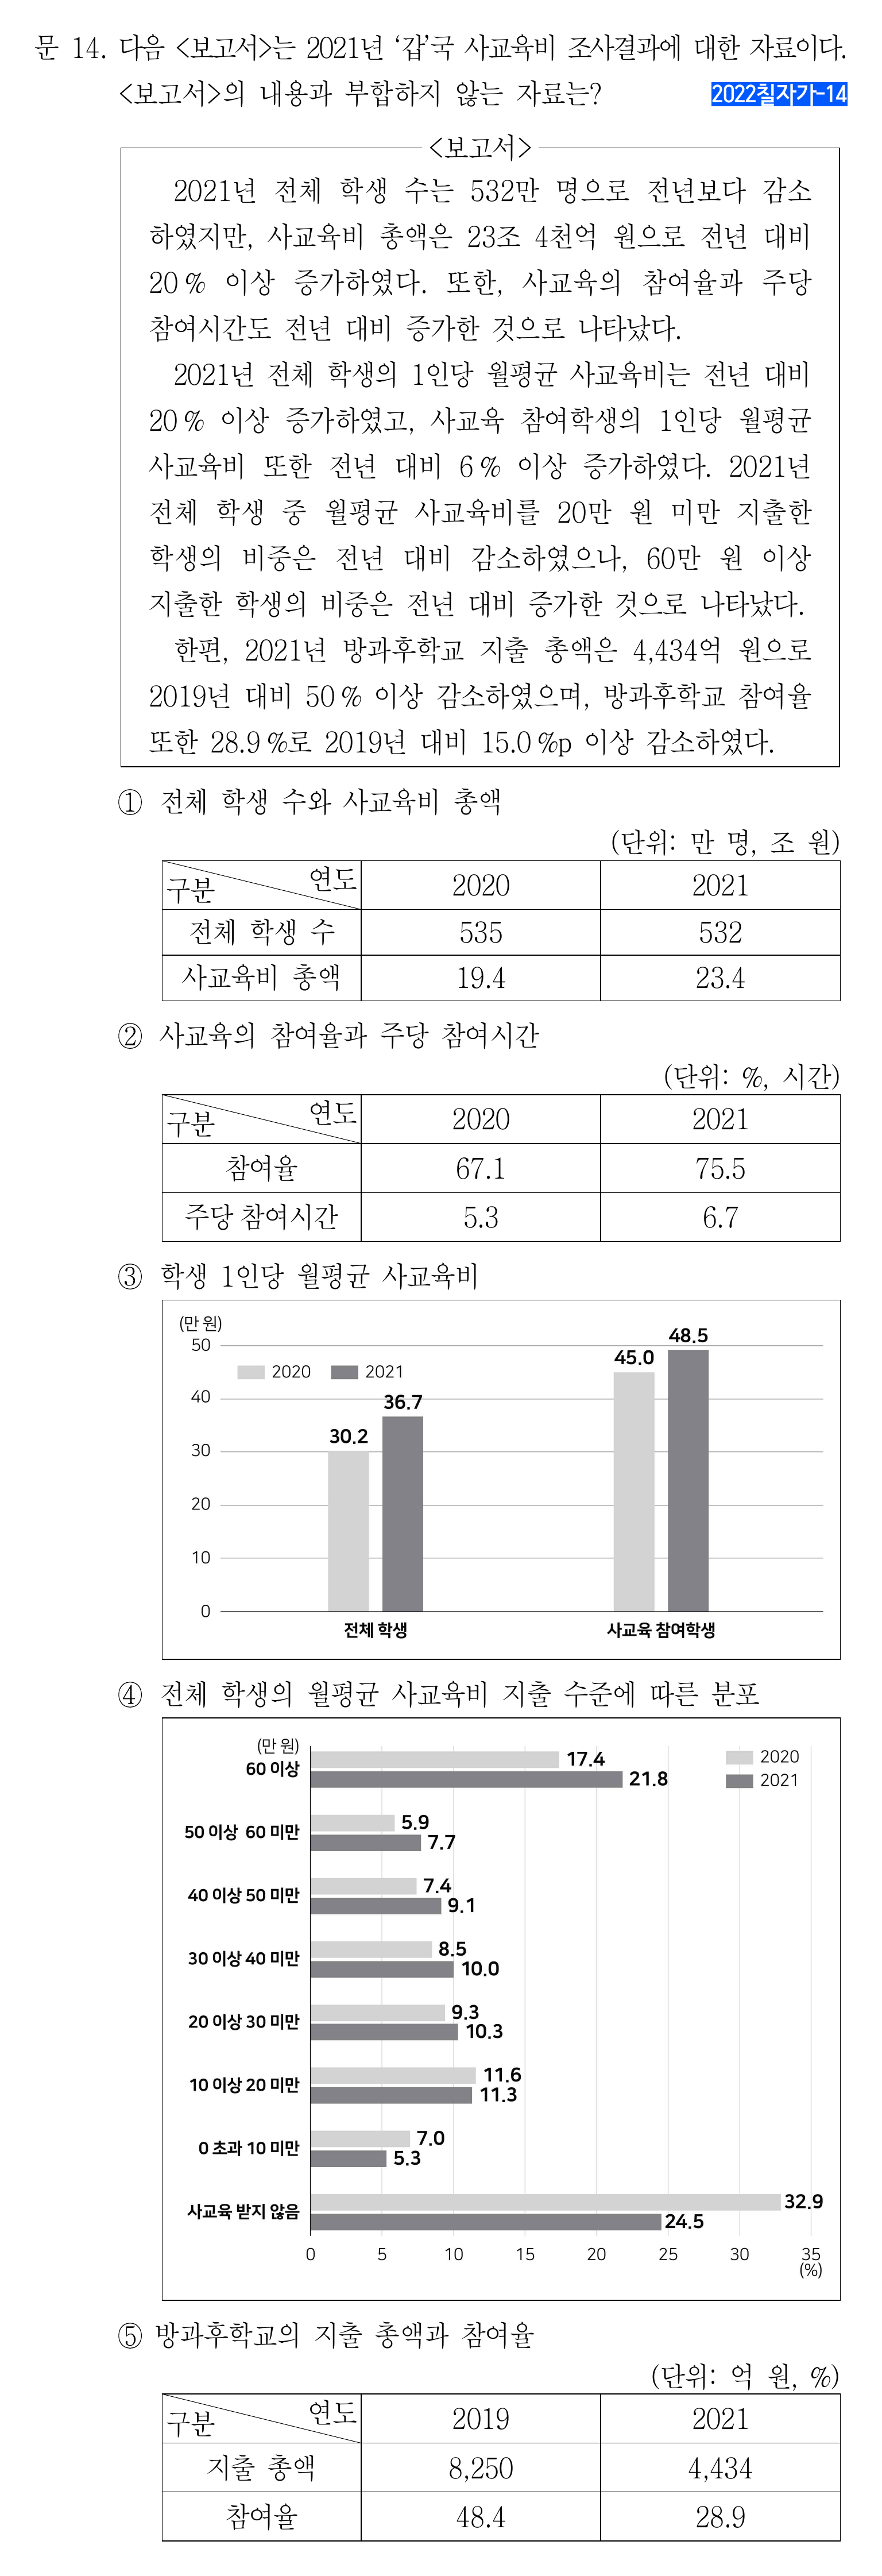 문 14. 다음 <보고서>는 2021년 ‘갑’국 사교육비 조사결과에 대한 자료이다.
<보고서>의 내용과 부합하지 않는 자료는?
2022칠자가-14
<보고서>
2021년 전체 학생 수는 532만 명으로 전년보다 감소
하였지만, 사교육비 총액은 23조 4천억 원으로 전년 대비
20 % 이상 증가하였다. 또한, 사교육의 참여율과 주당
참여시간도 전년 대비 증가한 것으로 나타났다.
2021년 전체 학생의 1인당 월평균 사교육비는 전년 대비
20 % 이상 증가하였고, 사교육 참여학생의 1인당 월평균
사교육비 또한 전년 대비 6 % 이상 증가하였다. 2021년
전체 학생 중 월평균 사교육비를 20만 원 미만 지출한
학생의 비중은 전년 대비 감소하였으나, 60만 원 이상
지출한 학생의 비중은 전년 대비 증가한 것으로 나타났다.
한편, 2021년 방과후학교 지출 총액은 4,434억 원으로
2019년 대비 50 % 이상 감소하였으며, 방과후학교 참여율
또한 28.9 %로 2019년 대비 15.0 %p 이상 감소하였다.
① 전체 학생 수와 사교육비 총액
(단위: 만 명, 조 원)
구분 연도 2020 2021
전체 학생 수 535 532
사교육비 총액 19.4 23.4
② 사교육의 참여율과 주당 참여시간
(단위: %, 시간)
구분 연도 2020 2021
참여율 67.1 75.5
주당 참여시간 5.3 6.7
③ 학생 1인당 월평균 사교육비
(만 원)
50
40
30
20
10
0
2020 2021
30.2 36.7 45.0 48.5
전체 학생 사교육 참여학생
④ 전체 학생의 월평균 사교육비 지출 수준에 따른 분포
(만 원)
2020
2021
60 이상 17.4 21.8
50 이상 60 미만 5.9 7.7
40 이상 50 미만 7.4 9.1
30 이상 40 미만 8.5 10.0
20 이상 30 미만 9.3 10.3
10 이상 20 미만 11.6 11.3
0 초과 10 미만 7.0 5.3
사교육 받지 않음 32.9 24.5
0 5 10 15 20 25 30 35
(%)
⑤ 방과후학교의 지출 총액과 참여율
(단위: 억 원, %)
구분 연도 2019 2021
지출 총액 8,250 4,434
참여율 48.4 28.9